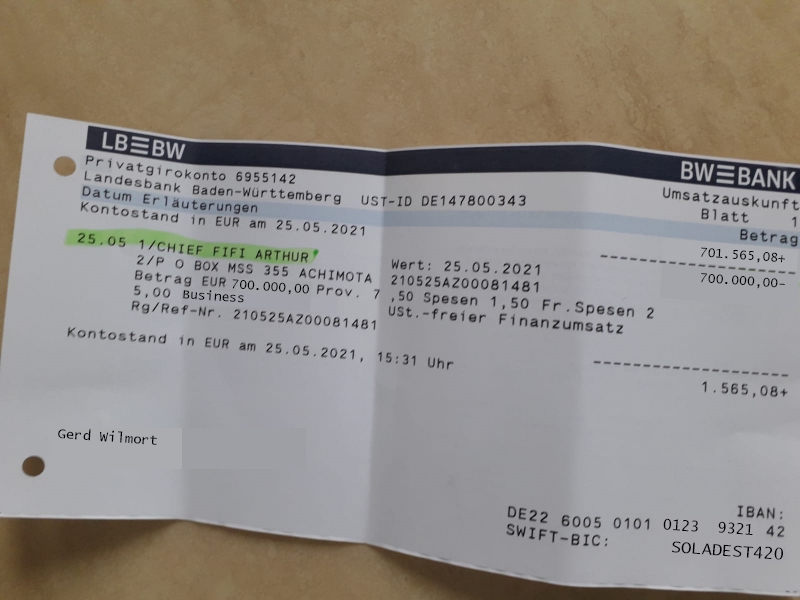 LB≡BW
BW≡BANK
Privatgirokonto 6955142
Umsatzauskunft
Landesbank Baden-Württemberg UST-ID DE147800343
Blatt 1
Datum Erläuterungen
Betrag
Kontostand in EUR am 25.05.2021
701.565,08+
25.05 1/CHIEF FIFI ARTHUR
Wert: 25.05.2021
700.000,00-
2/P O BOX MSS 355 ACHIMOTA
210525AZ00081481
Betrag EUR 700.000,00 Prov. 7,50 Spesen 1,50 Fr.Spesen 2
5,00 Business
USt.-freier Finanzumsatz
Rg/Ref-Nr. 210525AZ00081481
Kontostand in EUR am 25.05.2021, 15:31 Uhr
1.565,08+
Gerd Wilmort
IBAN:
DE22 6005 0101 0123 9321 42
SWIFT-BIC: SOLADEST420